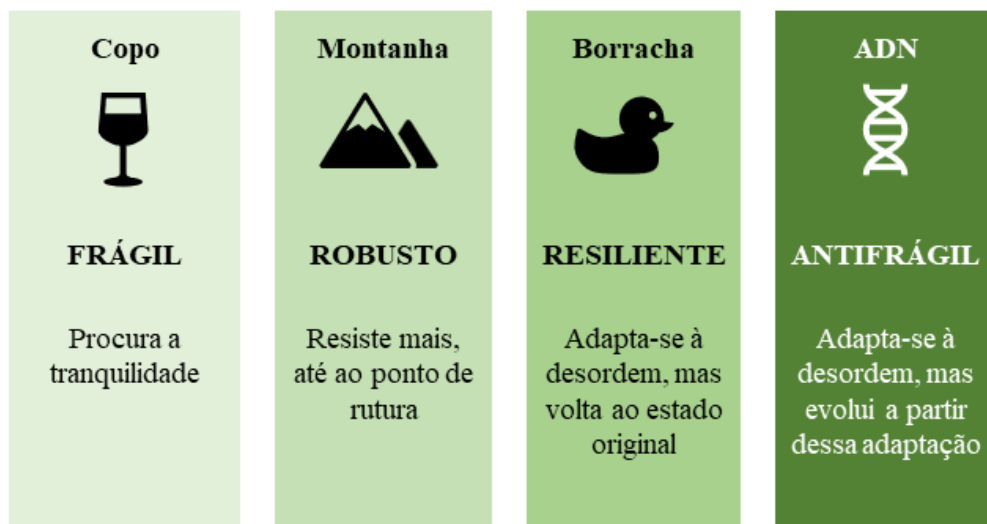 Copo
FRÁGIL
Procura a
tranquilidade
Montanha
ROBUSTO
Resiste mais,
até ao ponto de
rutura
Borracha
RESILIENTE
Adapta-se à
desordem, mas
volta ao estado
original
ADN
ANTIFRÁGIL
Adapta-se à
desordem, mas
evolui a partir
dessa adaptação